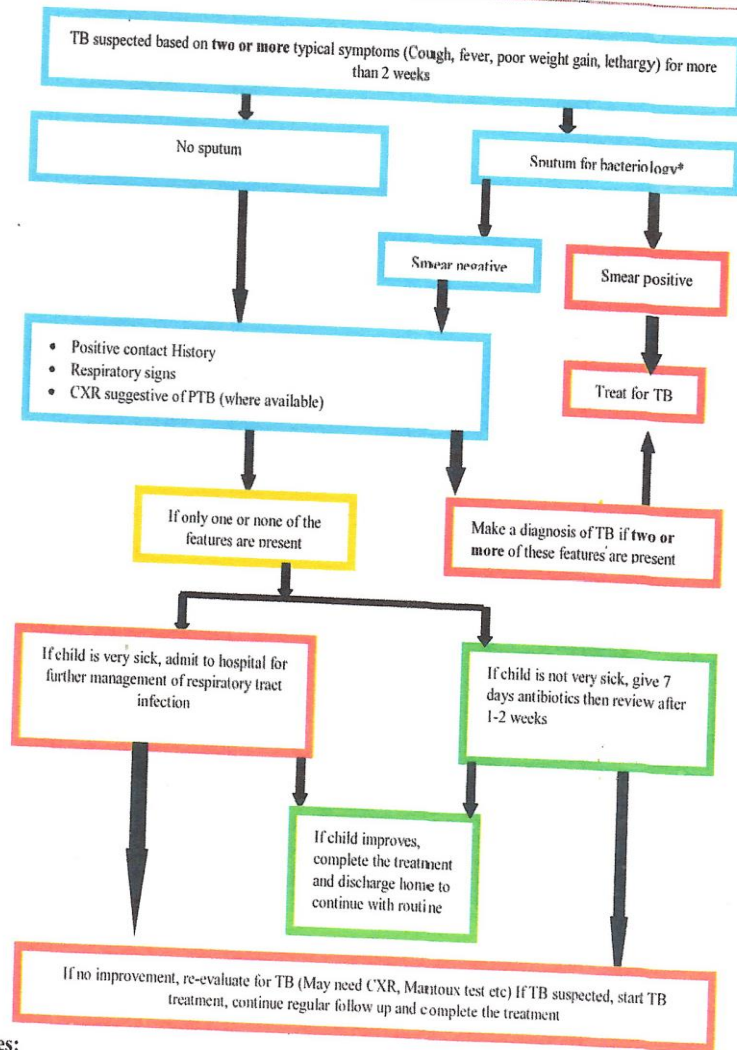 TB suspected based on two or more typical symptoms (Cough, fever, poor weight gain, lethargy) for more
than 2 weeks
No sputum
Sputum for bacteriology*
Smear negative
Smear positive
• Positive contact History
• Respiratory signs
• CXR suggestive of PTB (where available)
Treat for TB
If only one or none of the
features are present
Make a diagnosis of TB if two or
more of these features are present
If child is very sick, admit to hospital for
further management of respiratory tract
infection
If child is not very sick, give 7
days antibiotics then review after
1-2 weeks
If child improves,
complete the treatment
and discharge home to
continue with routine
If no improvement, re-evaluate for TB (May need CXR, Mantoux test etc) If TB suspected, start TB
treatment, continue regular follow up and complete the treatment